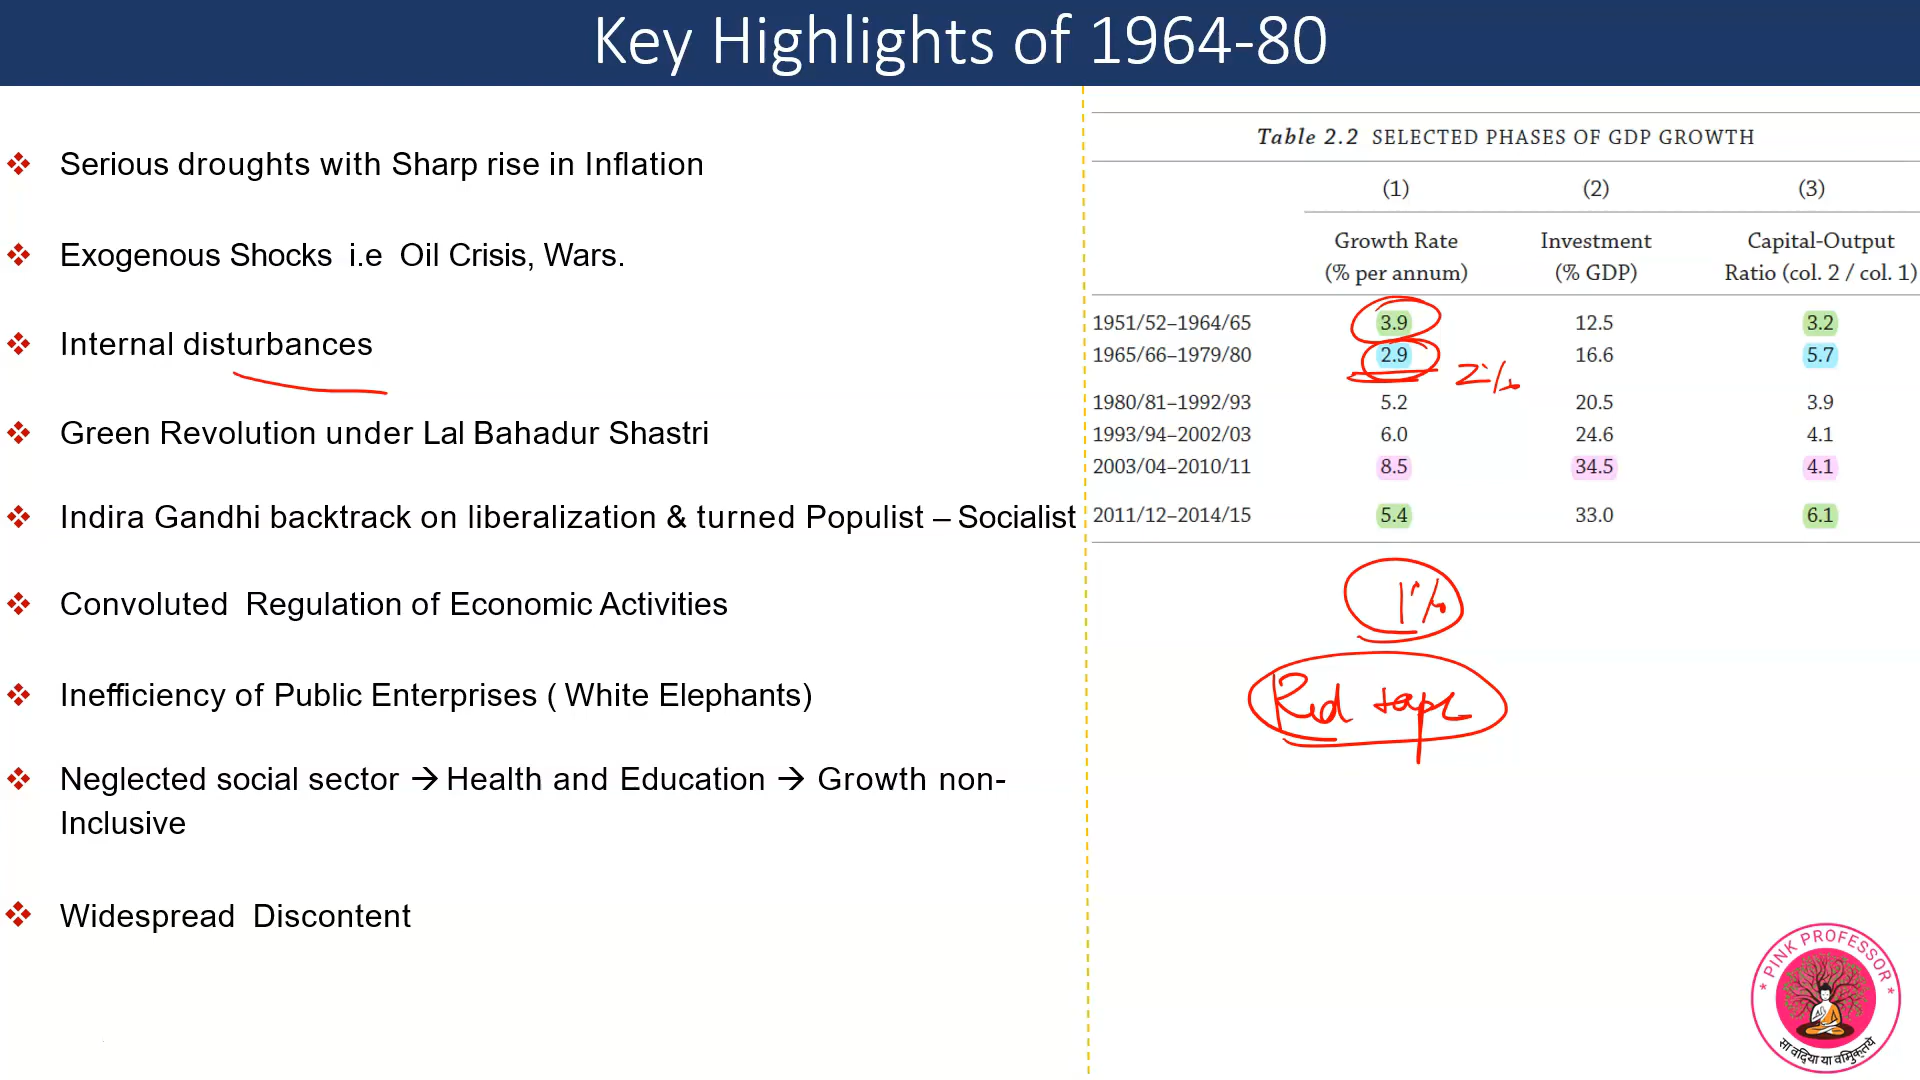 Key Highlights of 1964-80
Serious droughts with Sharp rise in Inflation
Exogenous Shocks i.e Oil Crisis, Wars.
Internal disturbances
Green Revolution under Lal Bahadur Shastri
Indira Gandhi backtrack on liberalization & turned Populist – Socialist
Convoluted Regulation of Economic Activities
Inefficiency of Public Enterprises ( White Elephants)
Neglected social sector → Health and Education → Growth non-
Inclusive
Widespread Discontent
Table 2.2 SELECTED PHASES OF GDP GROWTH
(1) (2) (3)
Growth Rate Investment Capital-Output
(% per annum) (% GDP) Ratio (col. 2 / col. 1)
1951/52–1964/65 3.9 12.5 3.2
1965/66–1979/80 2.9 16.6 5.7
2%
1980/81–1992/93 5.2 20.5 3.9
1993/94–2002/03 6.0 24.6 4.1
2003/04–2010/11 8.5 34.5 4.1
2011/12–2014/15 5.4 33.0 6.1
1%
Red tape
* PINK PROFESSOR *
सा वदिया या वमिुक्तये